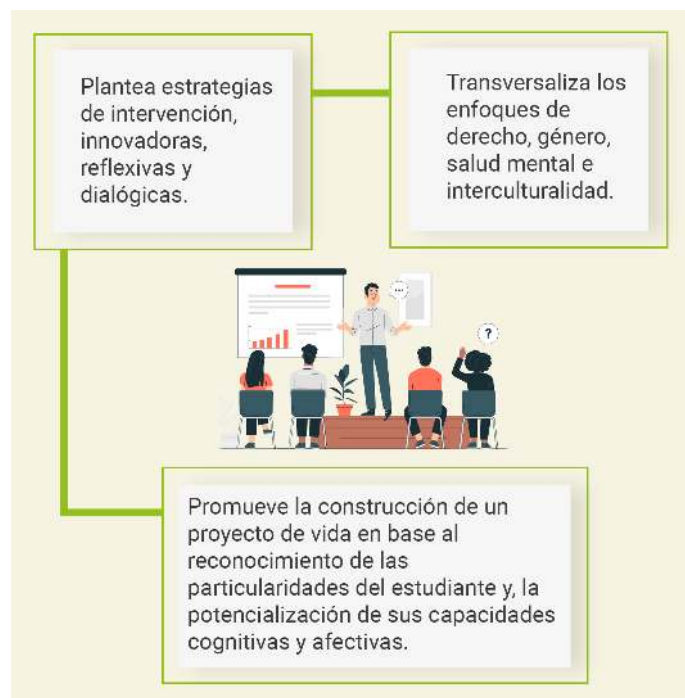 Plantea estrategias
de intervención,
innovadoras,
reflexivas y
dialógicas.
Transversaliza los
enfoques de
derecho, género,
salud mental e
interculturalidad.
...
?
Promueve la construcción de un
proyecto de vida en base al
reconocimiento de las
particularidades del estudiante y, la
potencialización de sus capacidades
cognitivas y afectivas.